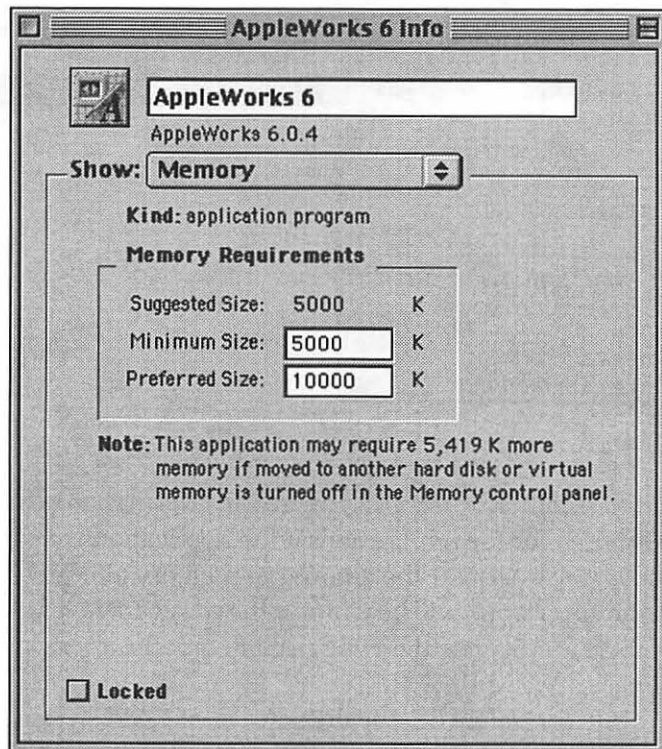 AppleWorks 6 Info
AppleWorks 6
AppleWorks 6.0.4
Show: Memory
Kind: application program
Memory Requirements
Suggested Size: 5000 K
Minimum Size: 5000 K
Preferred Size: 10000 K
Note: This application may require 5,419 K more
memory if moved to another hard disk or virtual
memory is turned off in the Memory control panel.
Locked